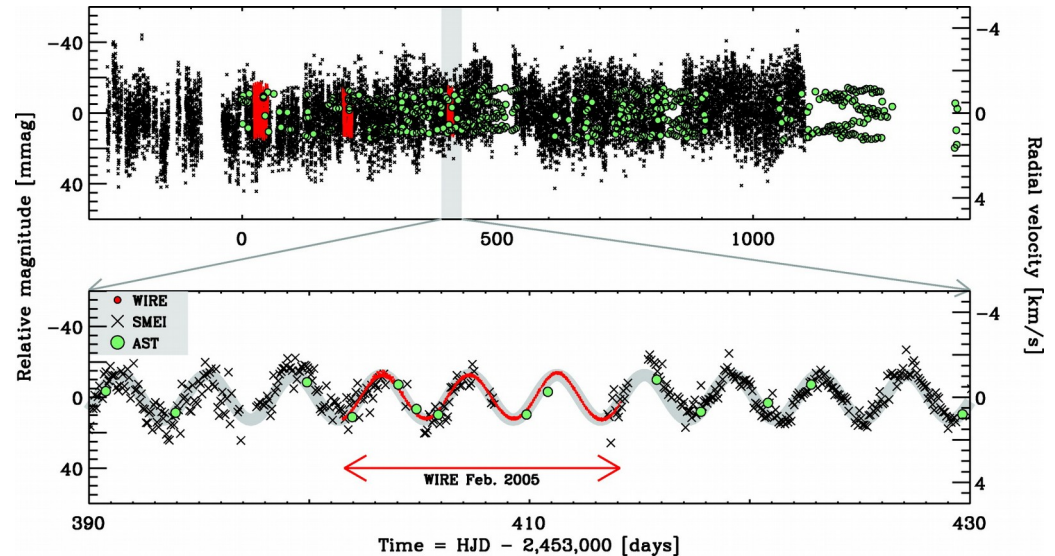 -40
0
40
-4
0
4
0
500
1000
Relative magnitude [mmag]
Radial velocity [km/s]
WIRE
SMEI
AST
-40
0
40
-4
0
4
WIRE Feb. 2005
390
410
430
Time = HJD - 2,453,000 [days]